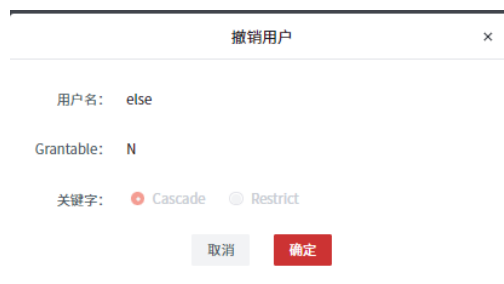 撤销用户 ×
用户名： else
Grantable： N
关键字： Cascade Restrict
取消 确定